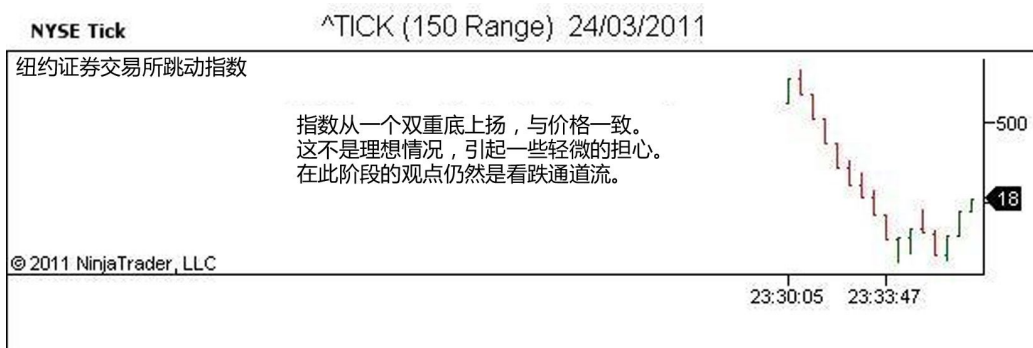 NYSE Tick
^TICK (150 Range) 24/03/2011
纽约证券交易所跳动指数
指数从一个双重底上扬，与价格一致。
这不是理想情况，引起一些轻微的担心。
在此阶段的观点仍然是看跌通道流。
500
18
© 2011 NinjaTrader, LLC
23:30:05 23:33:47